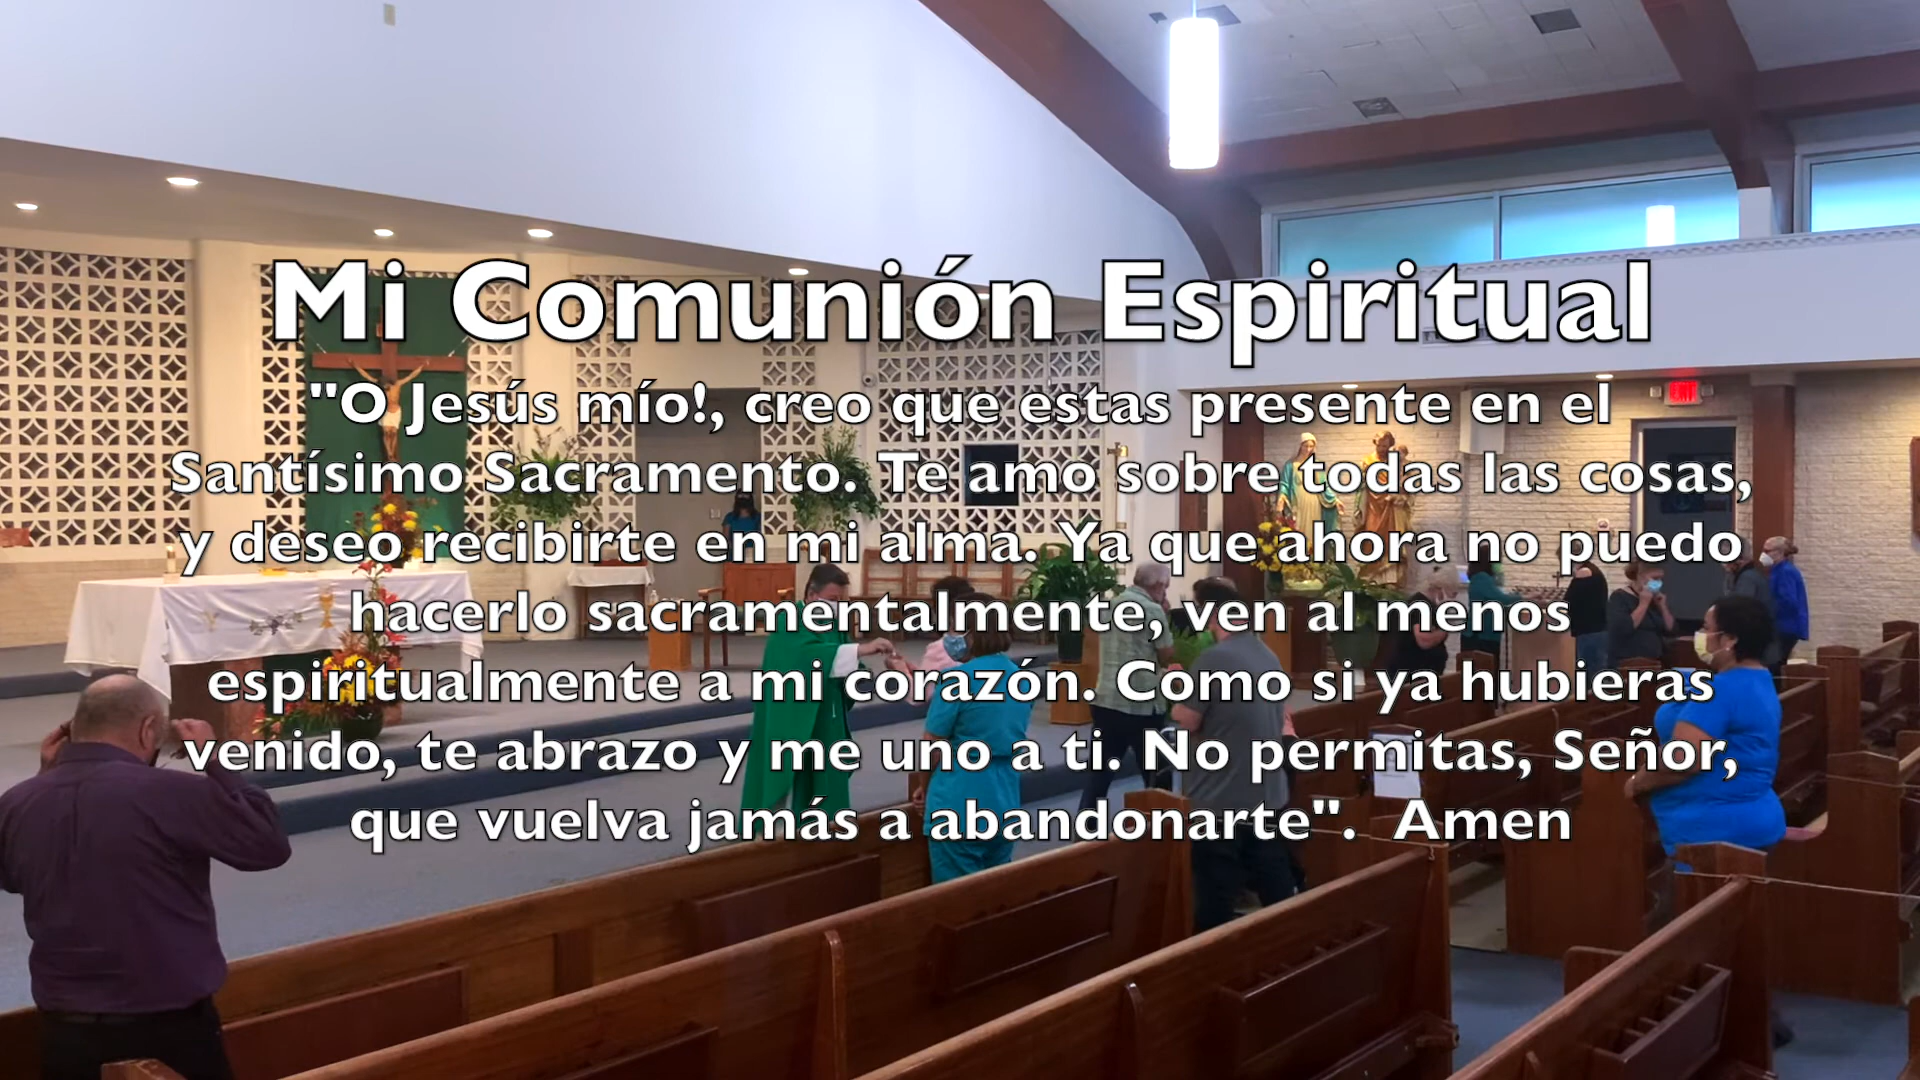 Mi Comunión Espiritual
"O Jesús mío!, creo que estas presente en el
Santísimo Sacramento. Te amo sobre todas las cosas,
y deseo recibirte en mi alma. Ya que ahora no puedo
hacerlo sacramentalmente, ven al menos
espiritualmente a mi corazón. Como si ya hubieras
venido, te abrazo y me uno a ti. No permitas, Señor,
que vuelva jamás a abandonarte".  Amen